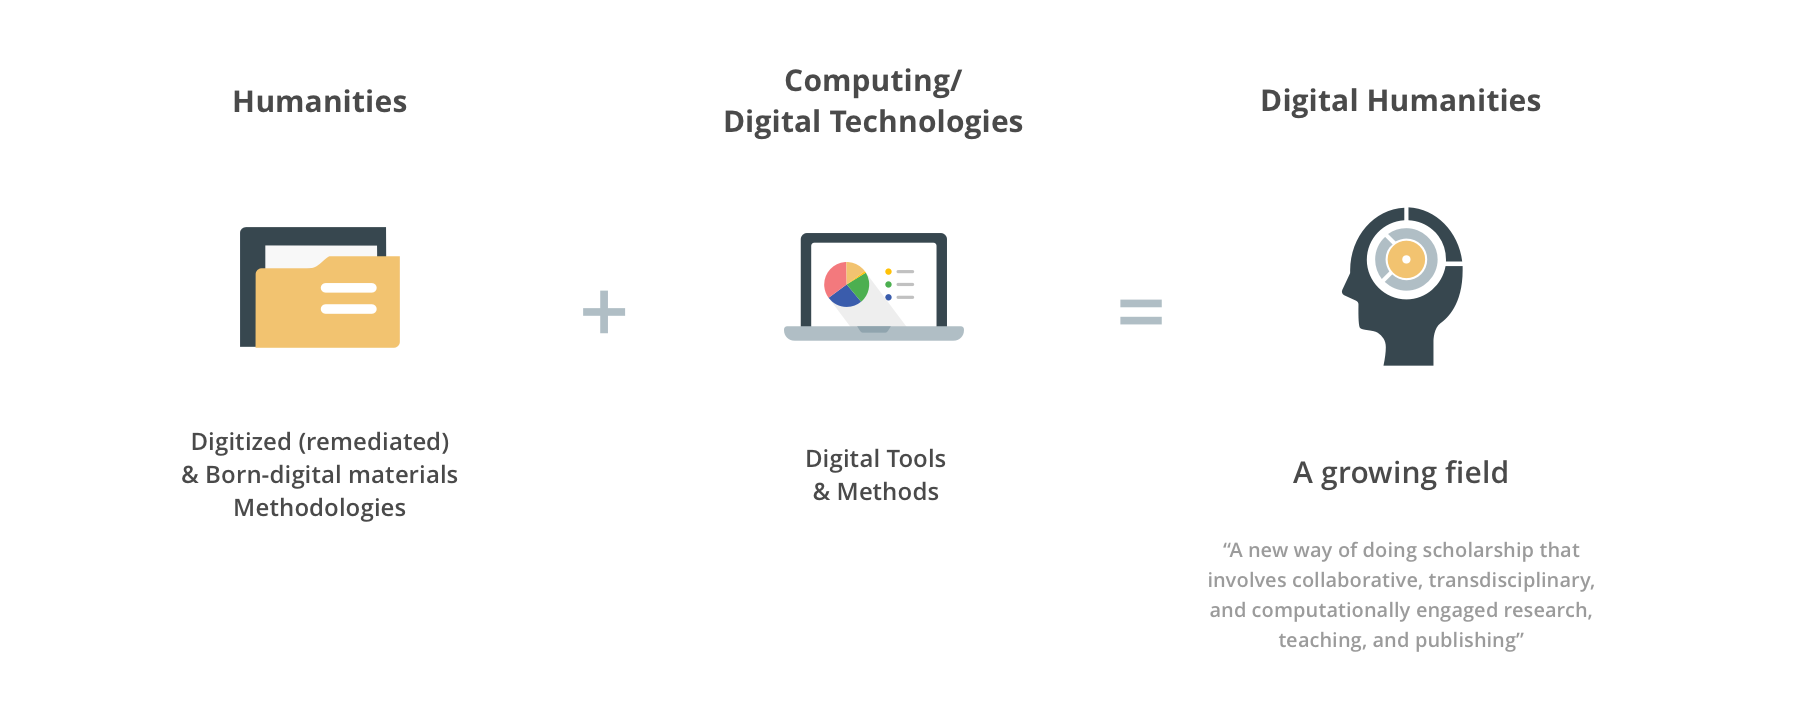 Humanities
Digitized (remediated)
& Born-digital materials
Methodologies
+
Computing/
Digital Technologies
Digital Tools
& Methods
=
Digital Humanities
A growing field
“A new way of doing scholarship that
involves collaborative, transdisciplinary,
and computationally engaged research,
teaching, and publishing”